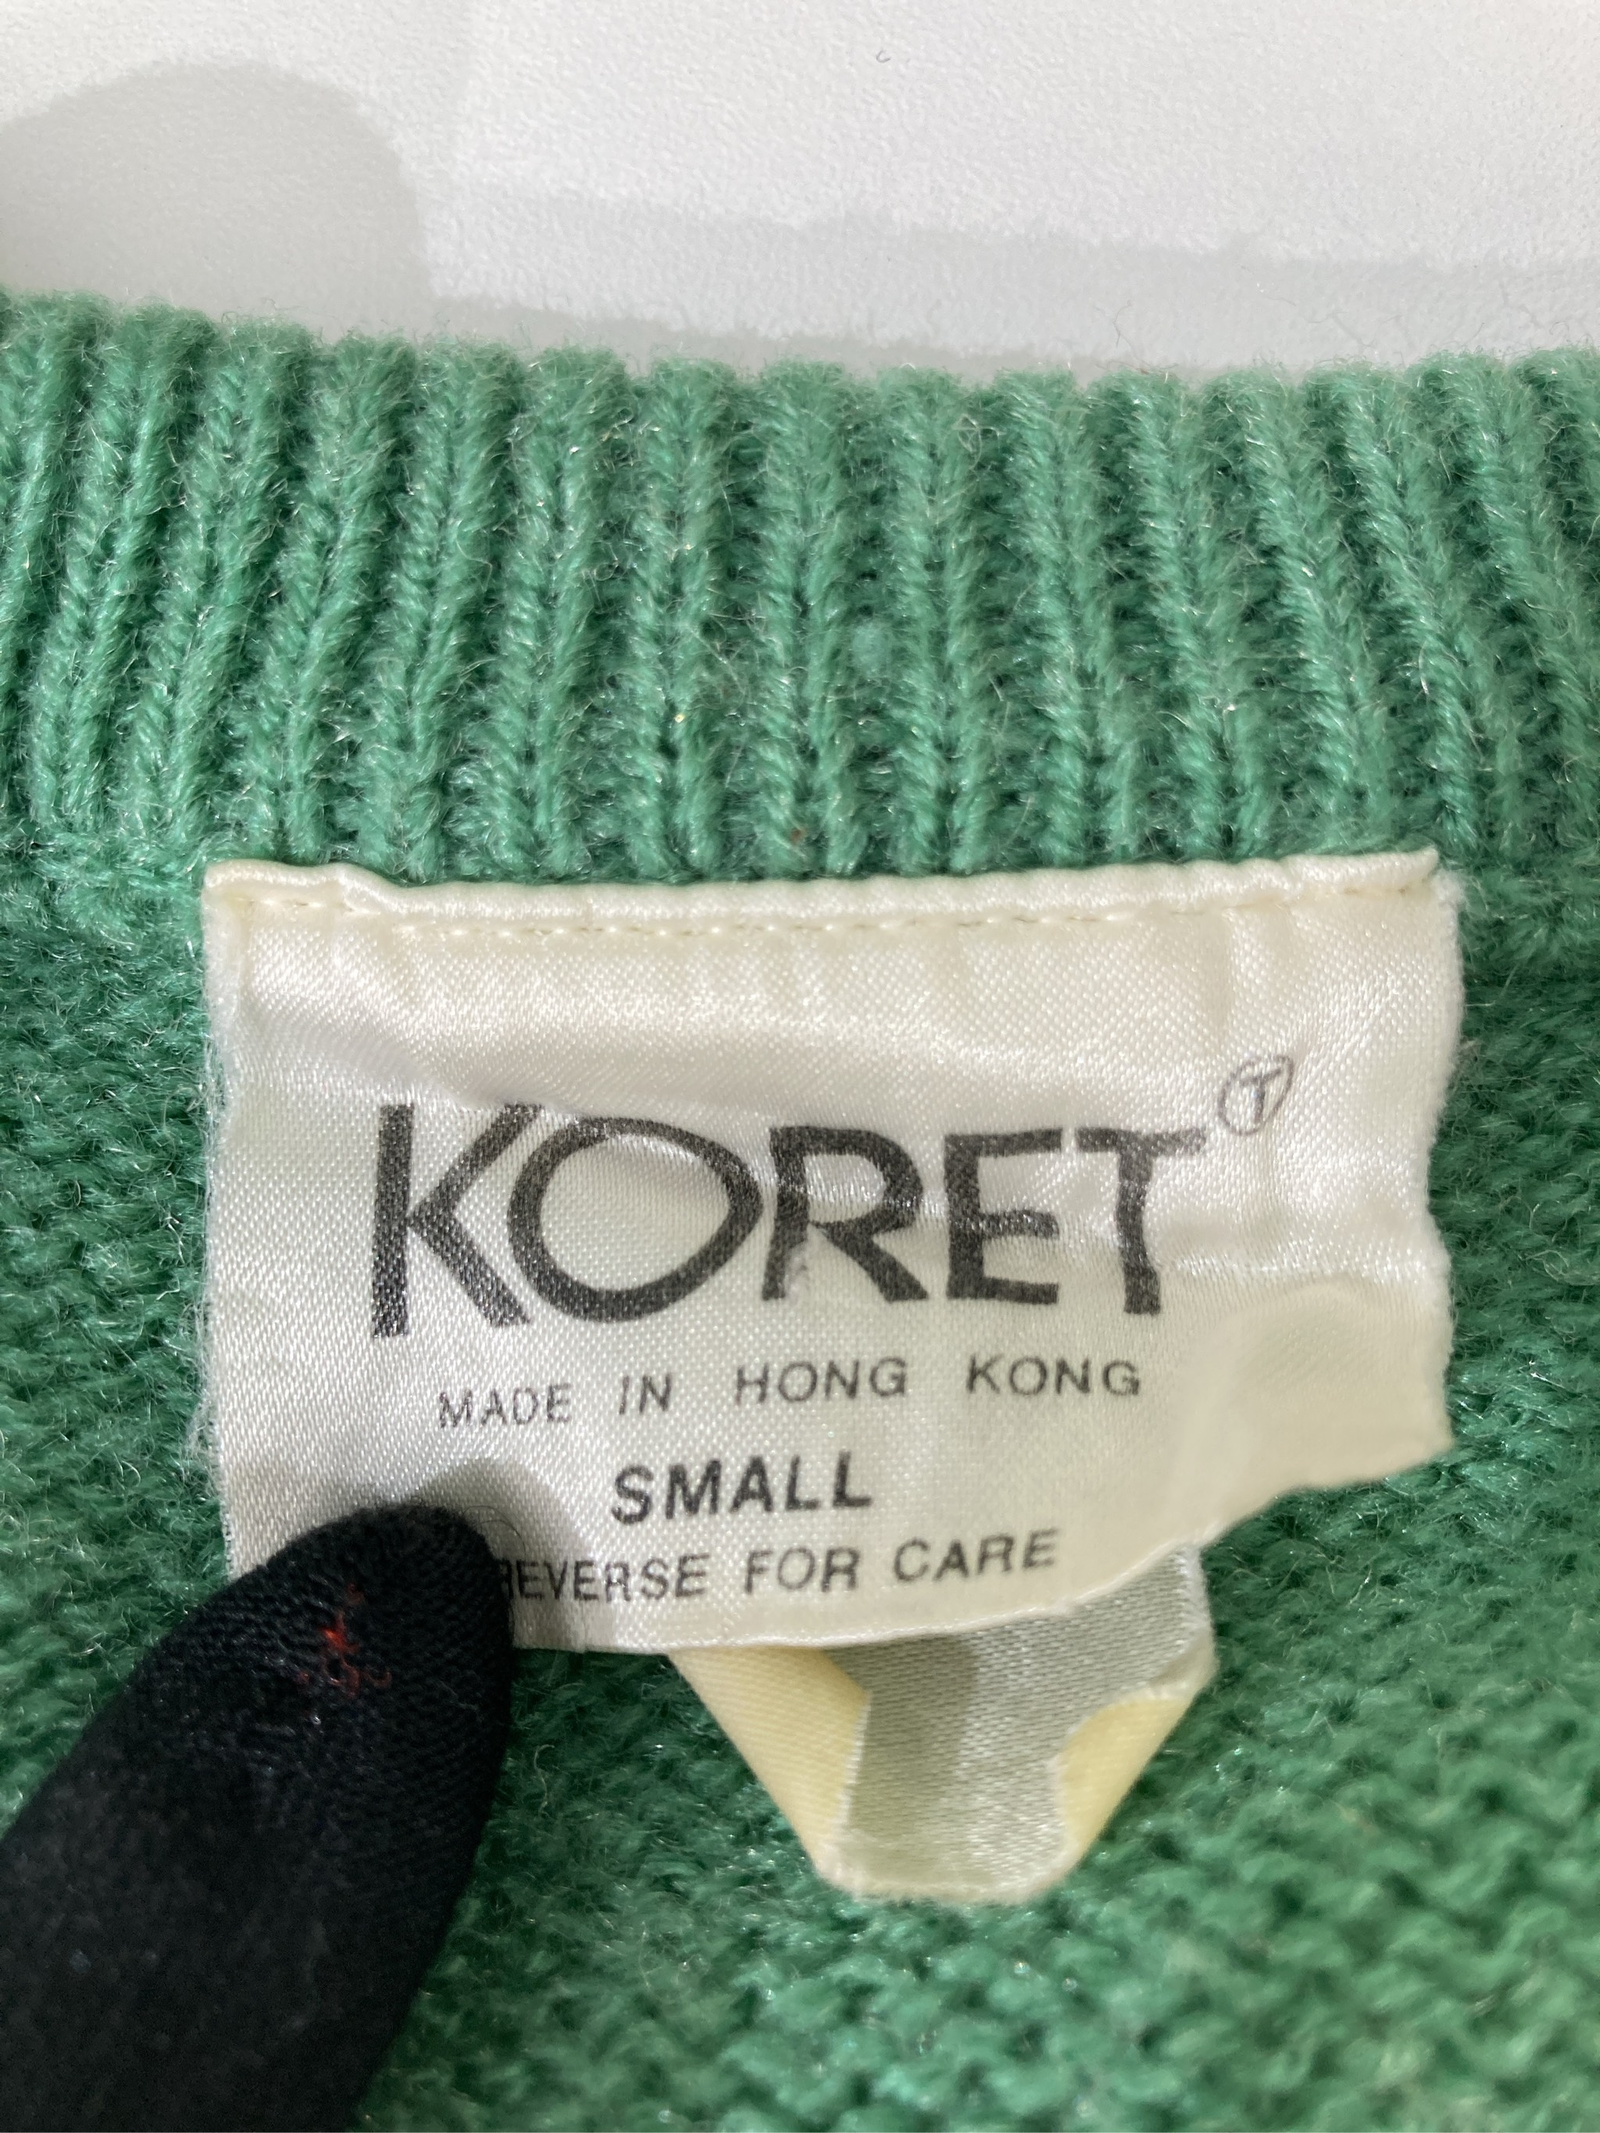 KORET Ⓣ
MADE IN HONG KONG
SMALL
REVERSE FOR CARE